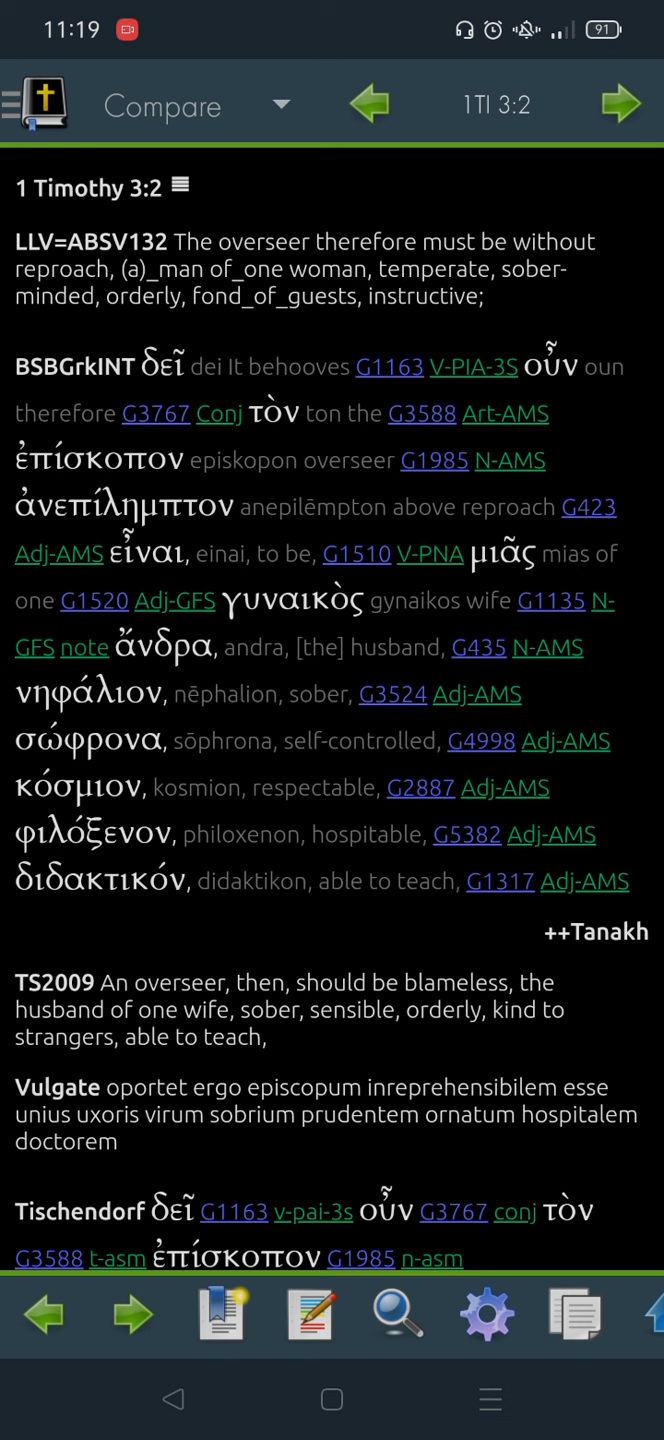 11:19
91
Compare
1TI 3:2
1 Timothy 3:2
LLV=ABSV132 The overseer therefore must be without
reproach, (a)_man of_one woman, temperate, sober-
minded, orderly, fond_of_guests, instructive;
BSBGrkINT δεῖ dei It behooves G1163 V-PIA-3S οὖν oun
therefore G3767 Conj τὸν ton the G3588 Art-AMS
ἐπίσκοπον episkopon overseer G1985 N-AMS
ἀνεπίλημπτον anepilēmpton above reproach G423
Adj-AMS εἶναι, einai, to be, G1510 V-PNA μιᾶς mias of
one G1520 Adj-GFS γυναικὸς gynaikos wife G1135 N-
GFS note ἄνδρα, andra, [the] husband, G435 N-AMS
νηφάλιον, nēphalion, sober, G3524 Adj-AMS
σώφρονα, sōphrona, self-controlled, G4998 Adj-AMS
κόσμιον, kosmion, respectable, G2887 Adj-AMS
φιλόξενον, philoxenon, hospitable, G5382 Adj-AMS
διδακτικόν, didaktikon, able to teach, G1317 Adj-AMS
++Tanakh
TS2009 An overseer, then, should be blameless, the
husband of one wife, sober, sensible, orderly, kind to
strangers, able to teach,
Vulgate oportet ergo episcopum inreprehensibilem esse
unius uxoris virum sobrium prudentem ornatum hospitalem
doctorem
Tischendorf δεῖ G1163 v-pai-3s οὖν G3767 conj τὸν
G3588 t-asm ἐπίσκοπον G1985 n-asm